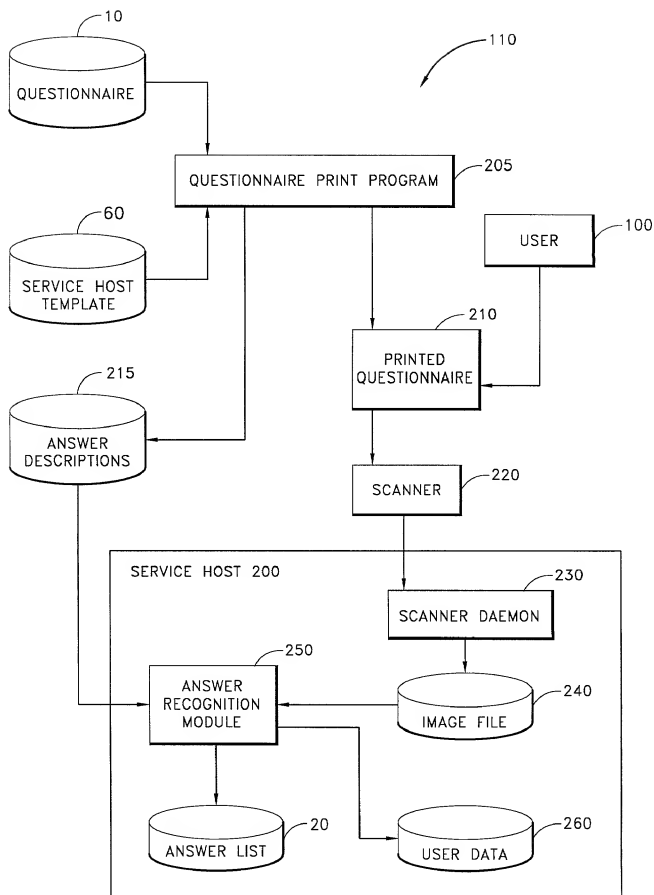 10
110
QUESTIONNAIRE
QUESTIONNAIRE PRINT PROGRAM
205
60
USER
100
SERVICE HOST
TEMPLATE
210
PRINTED
QUESTIONNAIRE
215
ANSWER
DESCRIPTIONS
SCANNER
220
SERVICE HOST 200
230
SCANNER DAEMON
250
ANSWER
RECOGNITION
MODULE
240
IMAGE FILE
20
ANSWER LIST
260
USER DATA